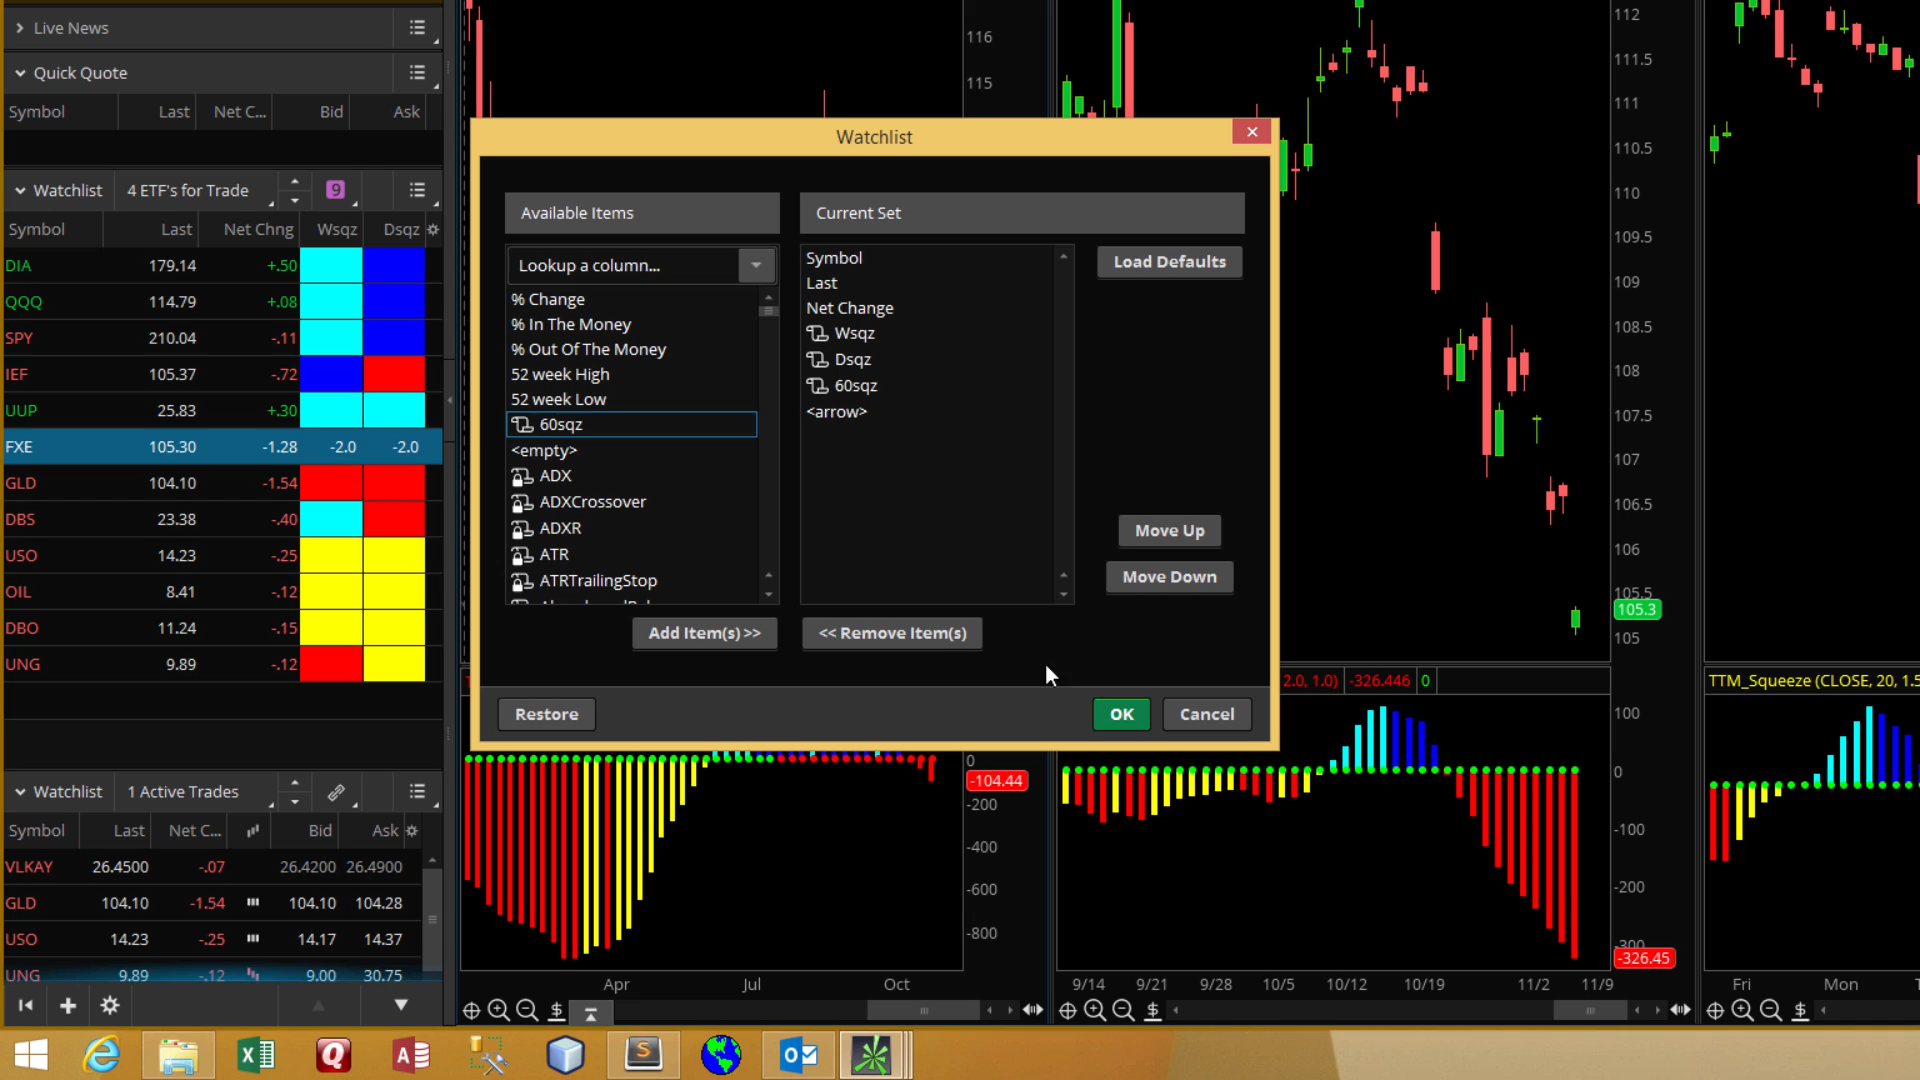 Live News
Quick Quote
Symbol Last Net C... Bid Ask
Watchlist 4 ETF's for Trade 9
Symbol Last Net Chng Wsqz Dsqz
DIA 179.14 +.50
QQQ 114.79 +.08
SPY 210.04 -.11
IEF 105.37 -.72
UUP 25.83 +.30
FXE 105.30 -1.28 -2.0 -2.0
GLD 104.10 -1.54
DBS 23.38 -.40
USO 14.23 -.25
OIL 8.41 -.12
DBO 11.24 -.15
UNG 9.89 -.12
Watchlist 1 Active Trades
Symbol Last Net C... Bid Ask
VLKAY 26.4500 -.07 26.4200 26.4900
GLD 104.10 -1.54 104.10 104.28
USO 14.23 -.25 14.17 14.37
UNG 9.89 -.12 9.00 30.75
116
115
Watchlist
Available Items
Lookup a column...
% Change
% In The Money
% Out Of The Money
52 week High
52 week Low
60sqz
<empty>
ADX
ADXCrossover
ADXR
ATR
ATRTrailingStop
Add Item(s) >>
Current Set
Symbol
Last
Net Change
Wsqz
Dsqz
60sqz
<arrow>
<< Remove Item(s)
Load Defaults
Move Up
Move Down
Restore
OK
Cancel
112
111.5
111
110.5
110
109.5
109
108.5
108
107.5
107
106.5
106
105.5
105.3
105
2.0, 1.0) -326.446 0
TTM_Squeeze (CLOSE, 20, 1.5
0
-104.44
-200
-400
-600
-800
100
0
-100
-200
-300
-326.45
Apr Jul Oct
9/14 9/21 9/28 10/5 10/12 10/19 11/2 11/9
Fri Mon